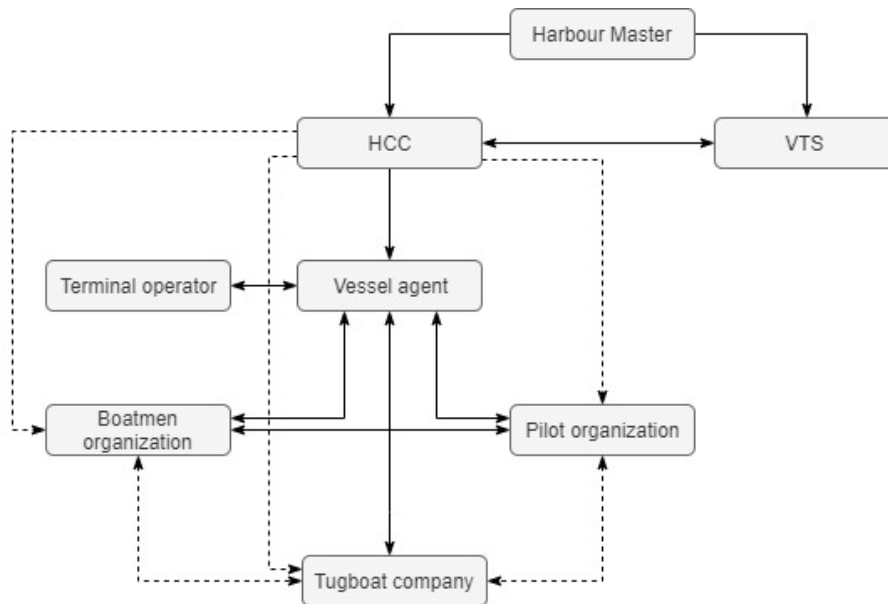 Harbour Master
HCC
VTS
Terminal operator
Vessel agent
Boatmen
organization
Pilot organization
Tugboat company